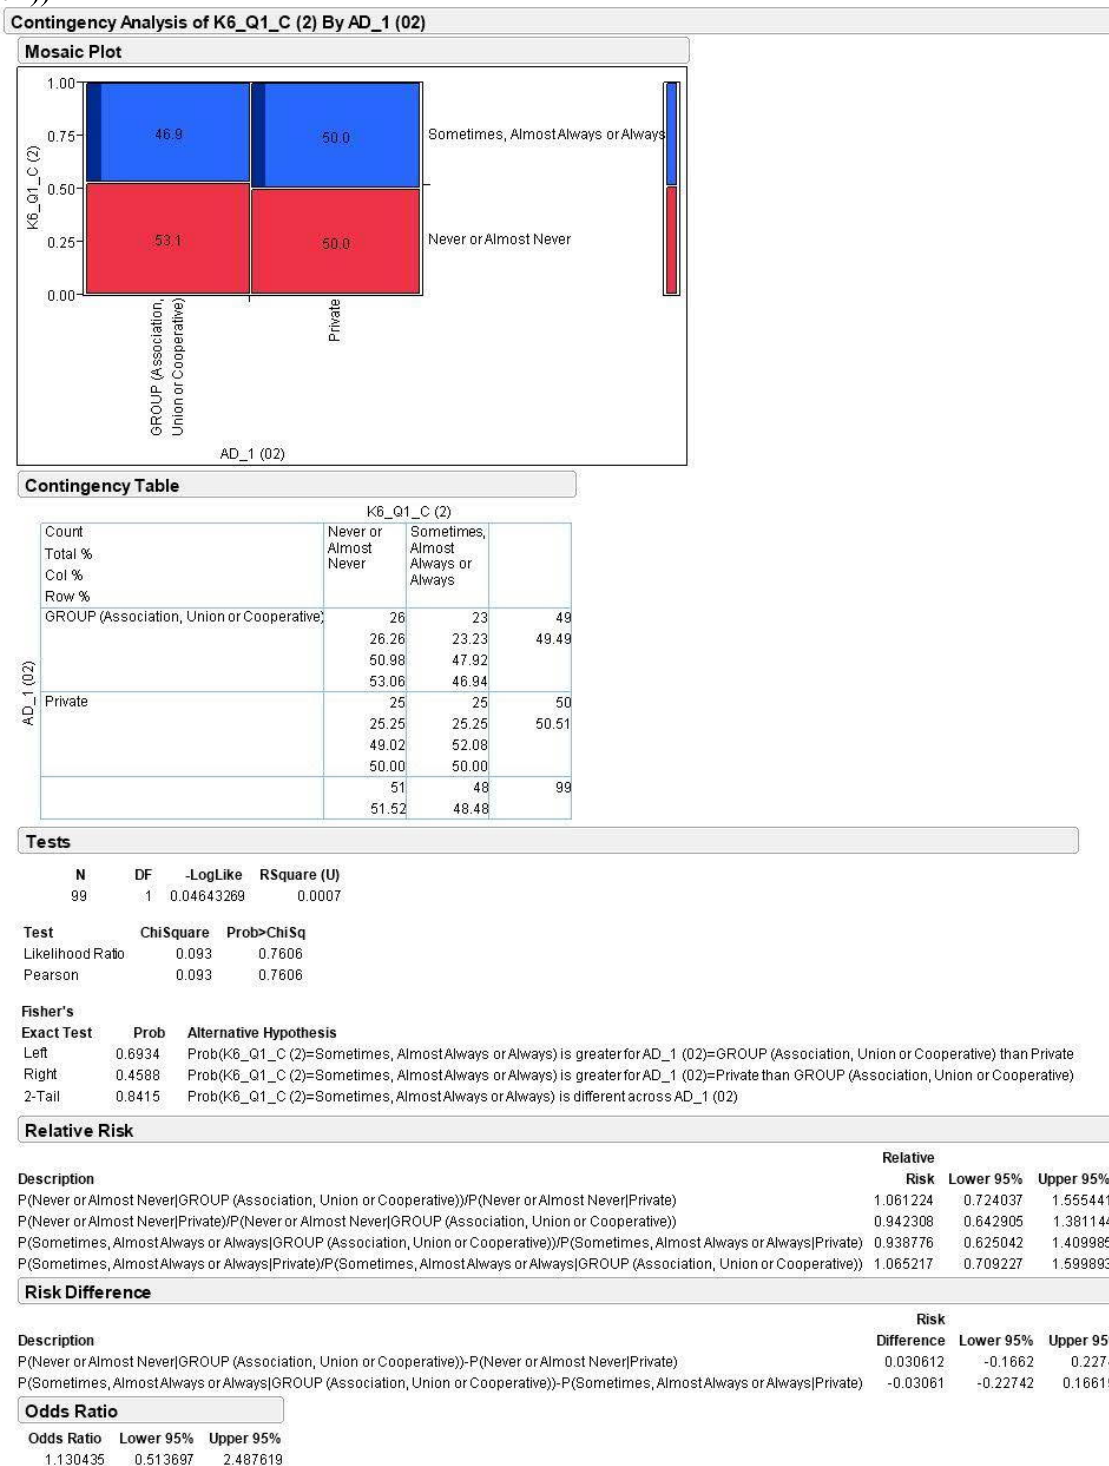 Contingency Analysis of K6_Q1_C (2) By AD_1 (02)
Mosaic Plot
K6_Q1_C (2)
1.00
0.75
0.50
0.25
0.00
46.9
50.0
53.1
50.0
Sometimes, Almost Always or Always
Never or Almost Never
GROUP (Association,
Union or Cooperative)
Private
AD_1 (02)
Contingency Table
K6_Q1_C (2)
AD_1 (02)
Count
Total %
Col %
Row %
Never or
Almost
Never
Sometimes,
Almost
Always or
Always
GROUP (Association, Union or Cooperative) 26 23 49
26.26 23.23 49.49
50.98 47.92
53.06 46.94
Private 25 25 50
25.25 25.25 50.51
49.02 52.08
50.00 50.00
51 48 99
51.52 48.48
Tests
N DF -LogLike RSquare (U)
99 1 0.04643269 0.0007
Test ChiSquare Prob>ChiSq
Likelihood Ratio 0.093 0.7606
Pearson 0.093 0.7606
Fisher's
Exact Test Prob Alternative Hypothesis
Left 0.6934 Prob(K6_Q1_C (2)=Sometimes, Almost Always or Always) is greater for AD_1 (02)=GROUP (Association, Union or Cooperative) than Private
Right 0.4588 Prob(K6_Q1_C (2)=Sometimes, Almost Always or Always) is greater for AD_1 (02)=Private than GROUP (Association, Union or Cooperative)
2-Tail 0.8415 Prob(K6_Q1_C (2)=Sometimes, Almost Always or Always) is different across AD_1 (02)
Relative Risk
Relative
Description Risk Lower 95% Upper 95%
P(Never or Almost Never|GROUP (Association, Union or Cooperative))/P(Never or Almost Never|Private) 1.061224 0.724037 1.555441
P(Never or Almost Never|Private)/P(Never or Almost Never|GROUP (Association, Union or Cooperative)) 0.942308 0.642905 1.381144
P(Sometimes, Almost Always or Always|GROUP (Association, Union or Cooperative))/P(Sometimes, Almost Always or Always|Private) 0.938776 0.625042 1.409985
P(Sometimes, Almost Always or Always|Private)/P(Sometimes, Almost Always or Always|GROUP (Association, Union or Cooperative)) 1.065217 0.709227 1.599893
Risk Difference
Risk
Description Difference Lower 95% Upper 95
P(Never or Almost Never|GROUP (Association, Union or Cooperative))-P(Never or Almost Never|Private) 0.030612 -0.1662 0.227
P(Sometimes, Almost Always or Always|GROUP (Association, Union or Cooperative))-P(Sometimes, Almost Always or Always|Private) -0.03061 -0.22742 0.1661
Odds Ratio
Odds Ratio Lower 95% Upper 95%
1.130435 0.513697 2.487619